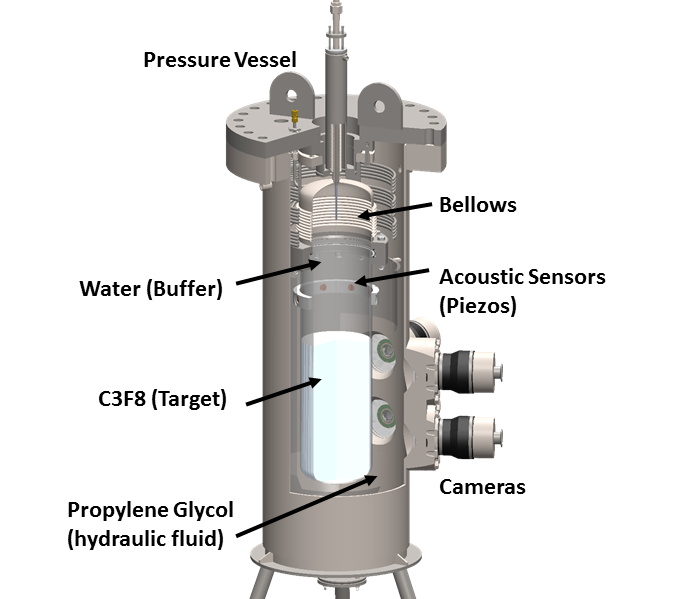 Pressure Vessel
Bellows
Water (Buffer)
Acoustic Sensors
(Piezos)
C3F8 (Target)
Cameras
Propylene Glycol
(hydraulic fluid)